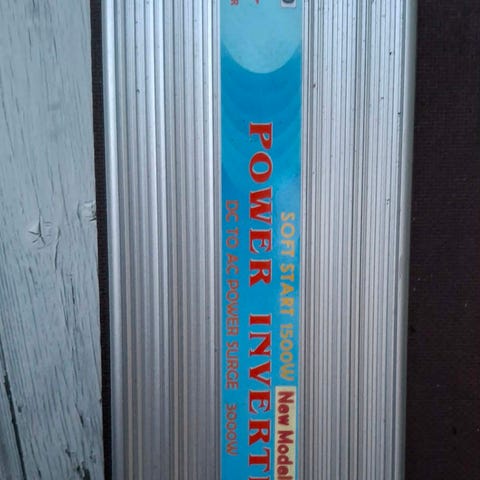 SOFT START 1500W New Model
POWER INVERT
DC TO AC POWER SURGE 3000W